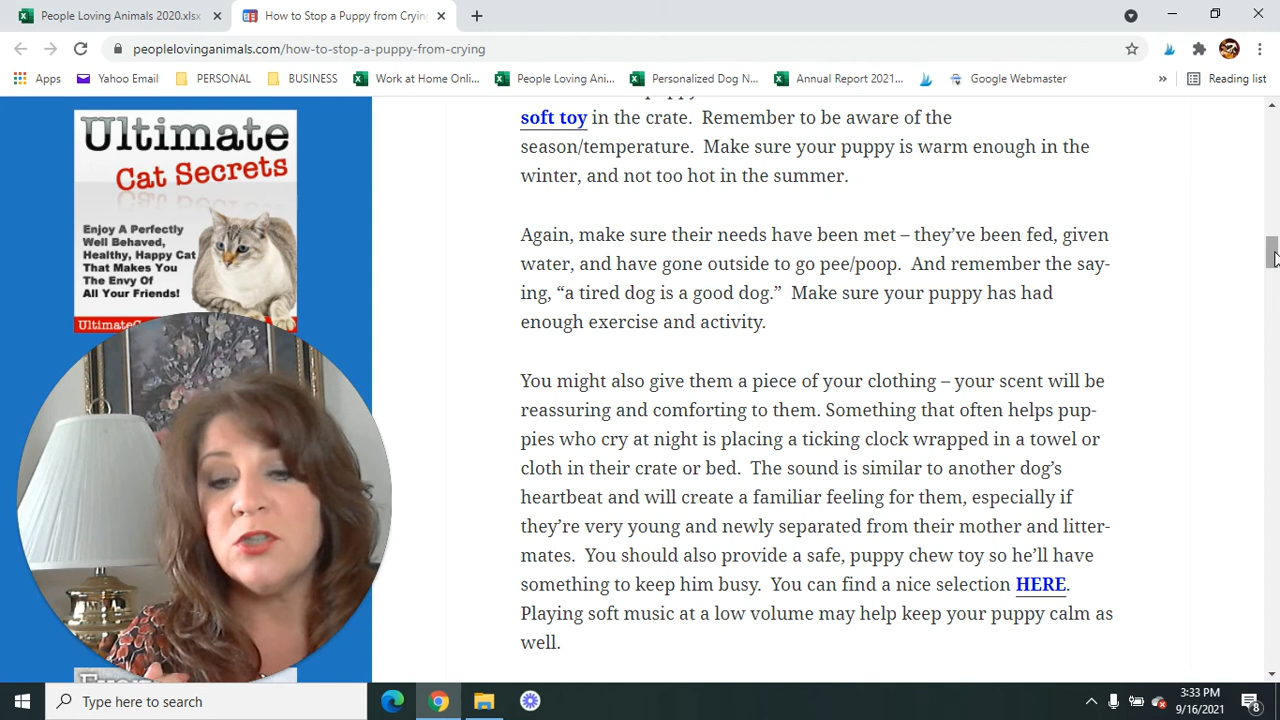 People Loving Animals 2020.xlsx
How to Stop a Puppy from Crying
peoplelovinganimals.com/how-to-stop-a-puppy-from-crying
Apps
Yahoo Email
PERSONAL
BUSINESS
Work at Home Onli...
People Loving Ani...
Personalized Dog N...
Annual Report 2021...
Google Webmaster
»
Reading list
Ultimate
Cat Secrets
Enjoy A Perfectly
Well Behaved,
Healthy, Happy Cat
That Makes You
The Envy Of
All Your Friends!
soft toy in the crate. Remember to be aware of the
season/temperature. Make sure your puppy is warm enough in the
winter, and not too hot in the summer.
Again, make sure their needs have been met – they’ve been fed, given
water, and have gone outside to go pee/poop. And remember the say-
ing, “a tired dog is a good dog.” Make sure your puppy has had
enough exercise and activity.
You might also give them a piece of your clothing – your scent will be
reassuring and comforting to them. Something that often helps pup-
pies who cry at night is placing a ticking clock wrapped in a towel or
cloth in their crate or bed. The sound is similar to another dog’s
heartbeat and will create a familiar feeling for them, especially if
they’re very young and newly separated from their mother and litter-
mates. You should also provide a safe, puppy chew toy so he’ll have
something to keep him busy. You can find a nice selection HERE.
Playing soft music at a low volume may help keep your puppy calm as
well.
Type here to search
3:33 PM
9/16/2021
8